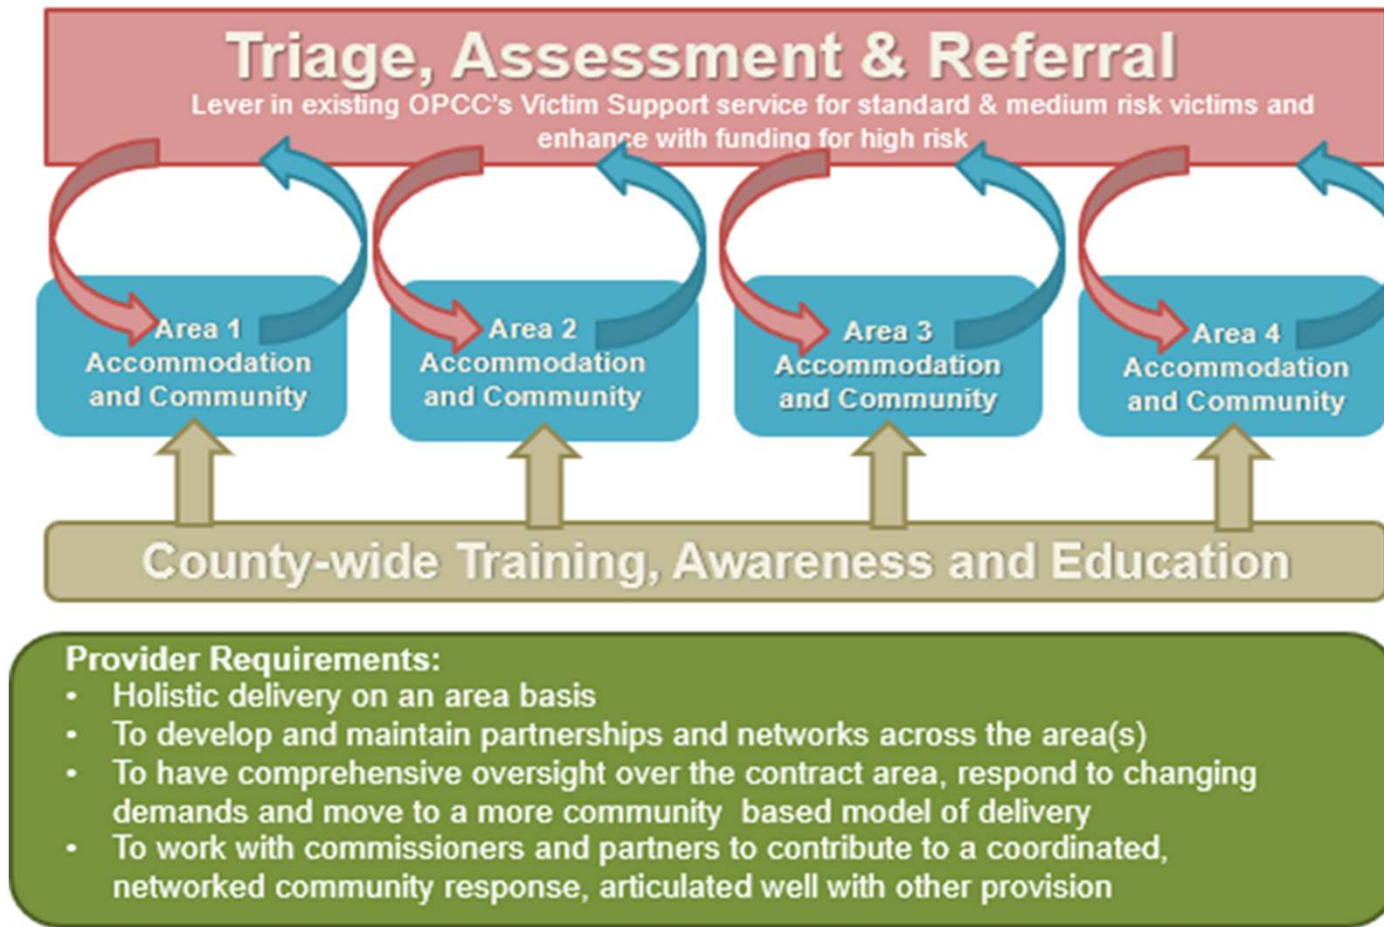 Triage, Assessment & Referral
Lever in existing OPCC's Victim Support service for standard & medium risk victims and
enhance with funding for high risk
Area 1
Accommodation
and Community
Area 2
Accommodation
and Community
Area 3
Accommodation
and Community
Area 4
Accommodation
and Community
County-wide Training, Awareness and Education
Provider Requirements:
• Holistic delivery on an area basis
• To develop and maintain partnerships and networks across the area(s)
• To have comprehensive oversight over the contract area, respond to changing
demands and move to a more community based model of delivery
• To work with commissioners and partners to contribute to a coordinated,
networked community response, articulated well with other provision